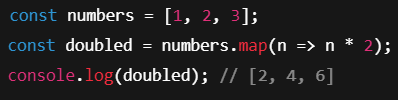 const numbers = [1, 2, 3];
const doubled = numbers.map(n => n * 2);
console.log(doubled); // [2, 4, 6]